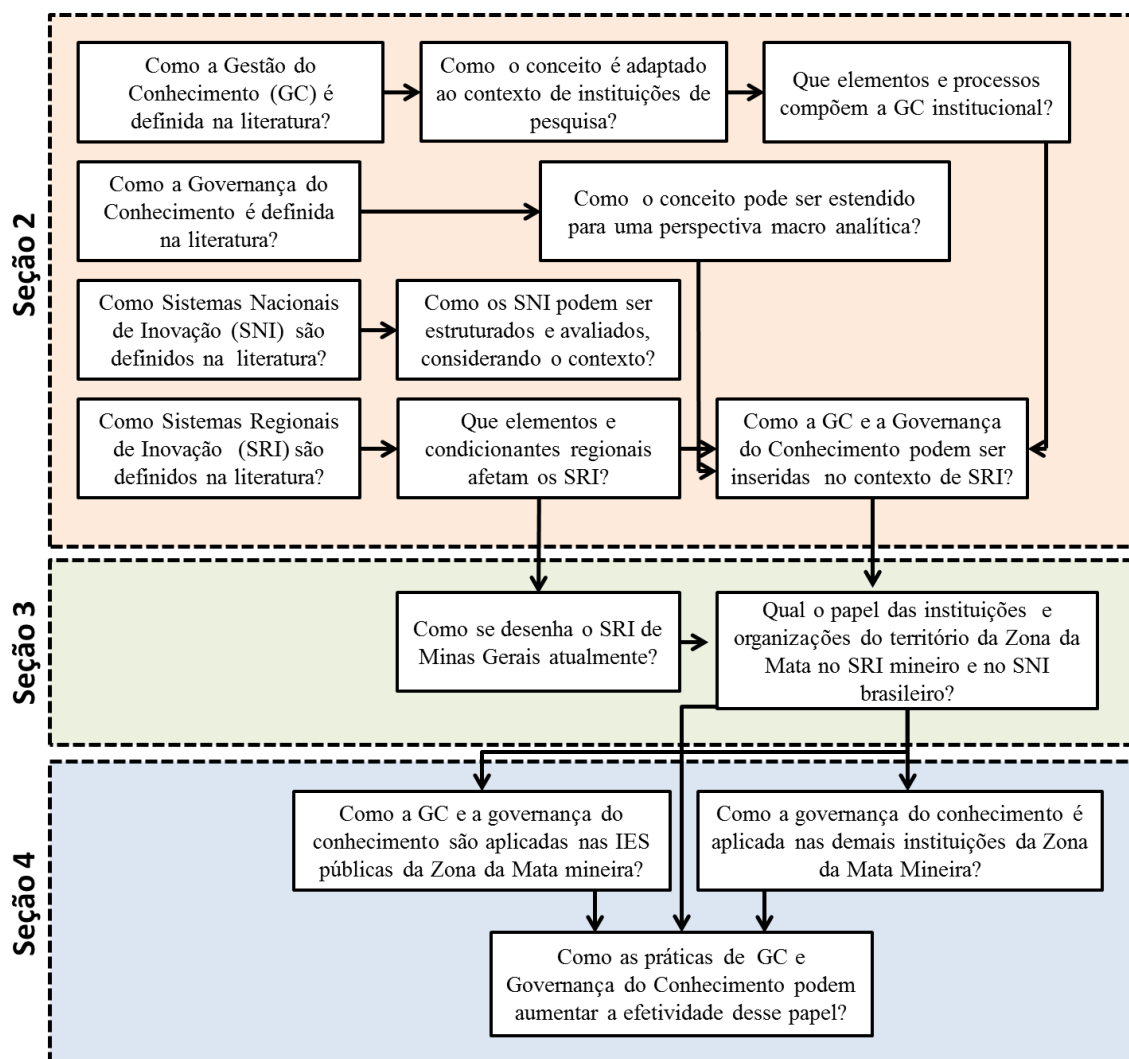 Seção 2
Como a Gestão do
Conhecimento (GC) é
definida na literatura?
Como o conceito é adaptado
ao contexto de instituições de
pesquisa?
Que elementos e processos
compõem a GC institucional?
Como a Governança do
Conhecimento é definida
na literatura?
Como o conceito pode ser estendido
para uma perspectiva macro analítica?
Como Sistemas Nacionais
de Inovação (SNI) são
definidos na literatura?
Como os SNI podem ser
estruturados e avaliados,
considerando o contexto?
Como Sistemas Regionais
de Inovação (SRI) são
definidos na literatura?
Que elementos e
condicionantes regionais
afetam os SRI?
Como a GC e a Governança
do Conhecimento podem ser
inseridas no contexto de SRI?
Seção 3
Como se desenha o SRI de
Minas Gerais atualmente?
Qual o papel das instituições e
organizações do território da Zona da
Mata no SRI mineiro e no SNI
brasileiro?
Seção 4
Como a GC e a governança do
conhecimento são aplicadas nas IES
públicas da Zona da Mata mineira?
Como a governança do conhecimento é
aplicada nas demais instituições da Zona
da Mata Mineira?
Como as práticas de GC e
Governança do Conhecimento podem
aumentar a efetividade desse papel?